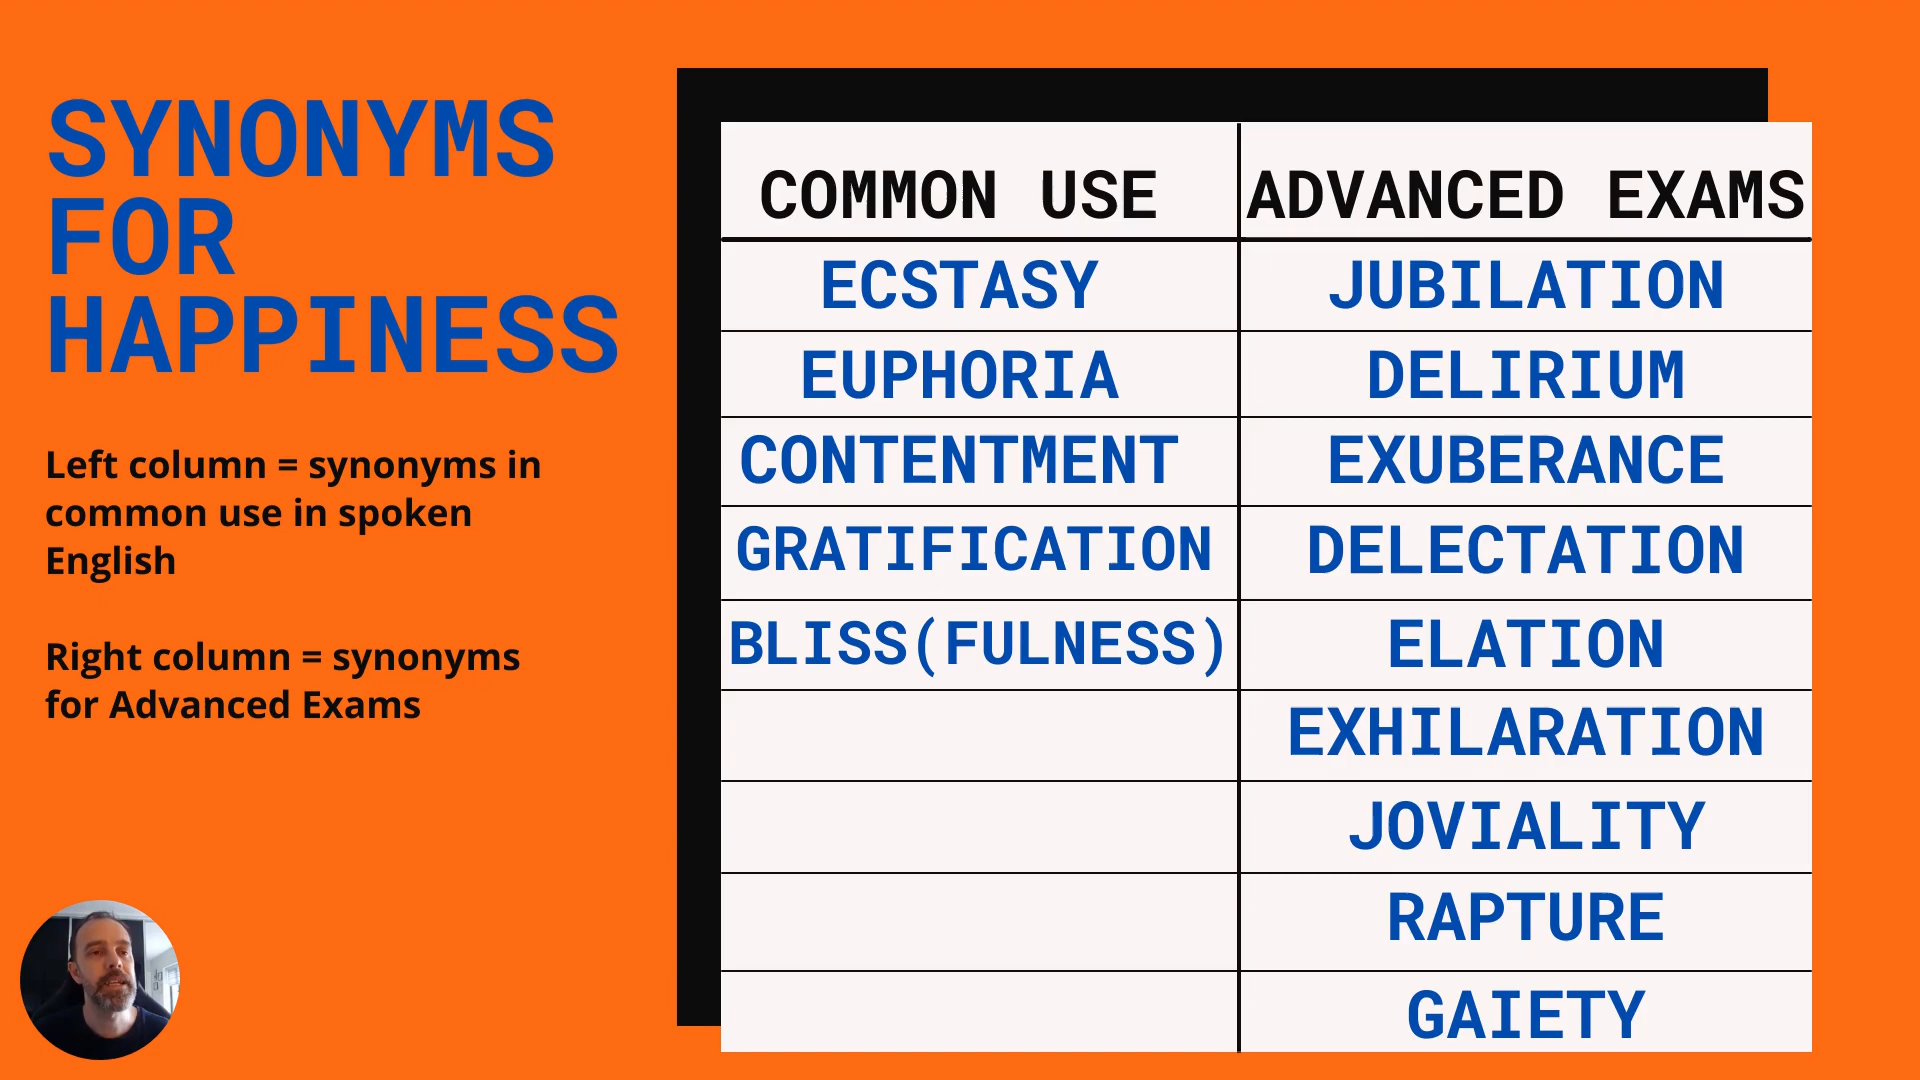 SYNONYMS
FOR
HAPPINESS
Left column = synonyms in
common use in spoken
English
Right column = synonyms
for Advanced Exams
COMMON USE ADVANCED EXAMS
ECSTASY JUBILATION
EUPHORIA DELIRIUM
CONTENTMENT EXUBERANCE
GRATIFICATION DELECTATION
BLISS(FULNESS) ELATION
EXHILARATION
JOVIALITY
RAPTURE
GAIETY